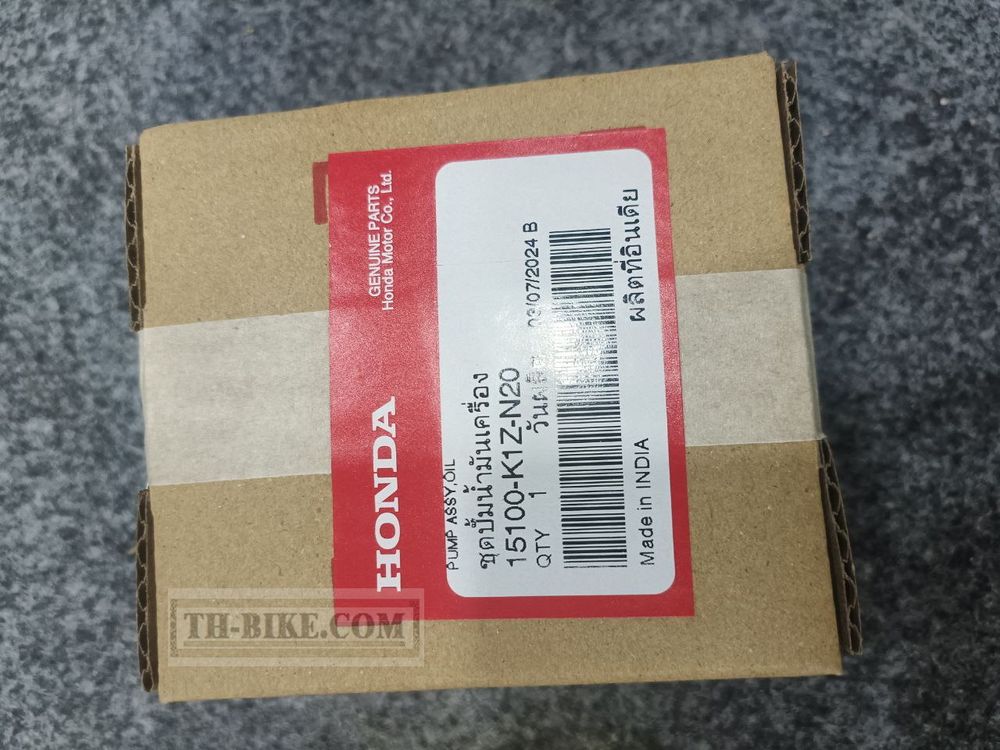 HONDA
GENUINE PARTS
Honda Motor Co., Ltd.
PUMP ASSY,OIL
ชุดปั๊มน้ำมันเครื่อง
15100-K1Z-N20
QTY 1 03/07/2024 B
Made in INDIA ผลิตที่อินเดีย
TH-BIKE.COM